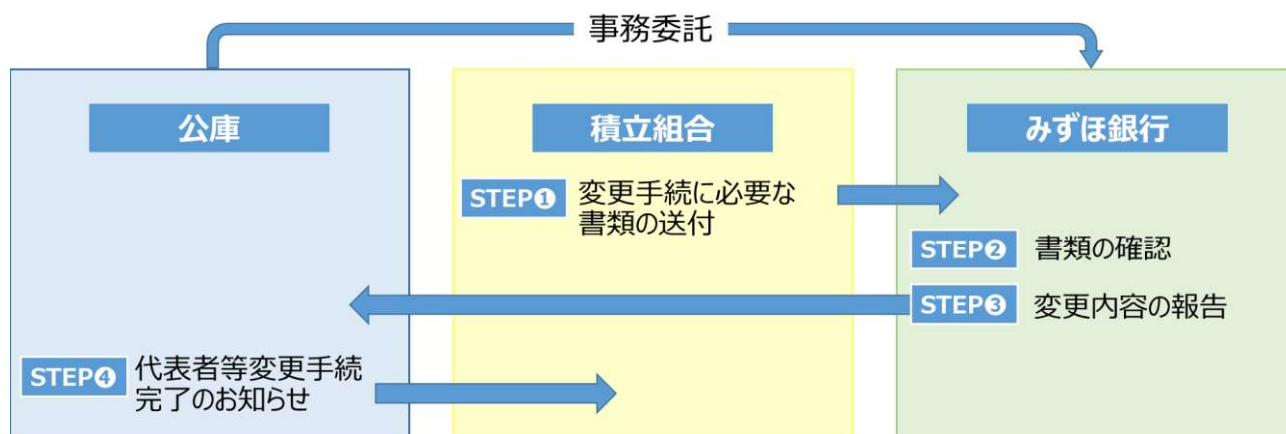 事務委託
公庫
積立組合
みずほ銀行
STEP❶ 変更手続に必要な
書類の送付
STEP❷ 書類の確認
STEP❸ 変更内容の報告
STEP❹ 代表者等変更手続
完了のお知らせ